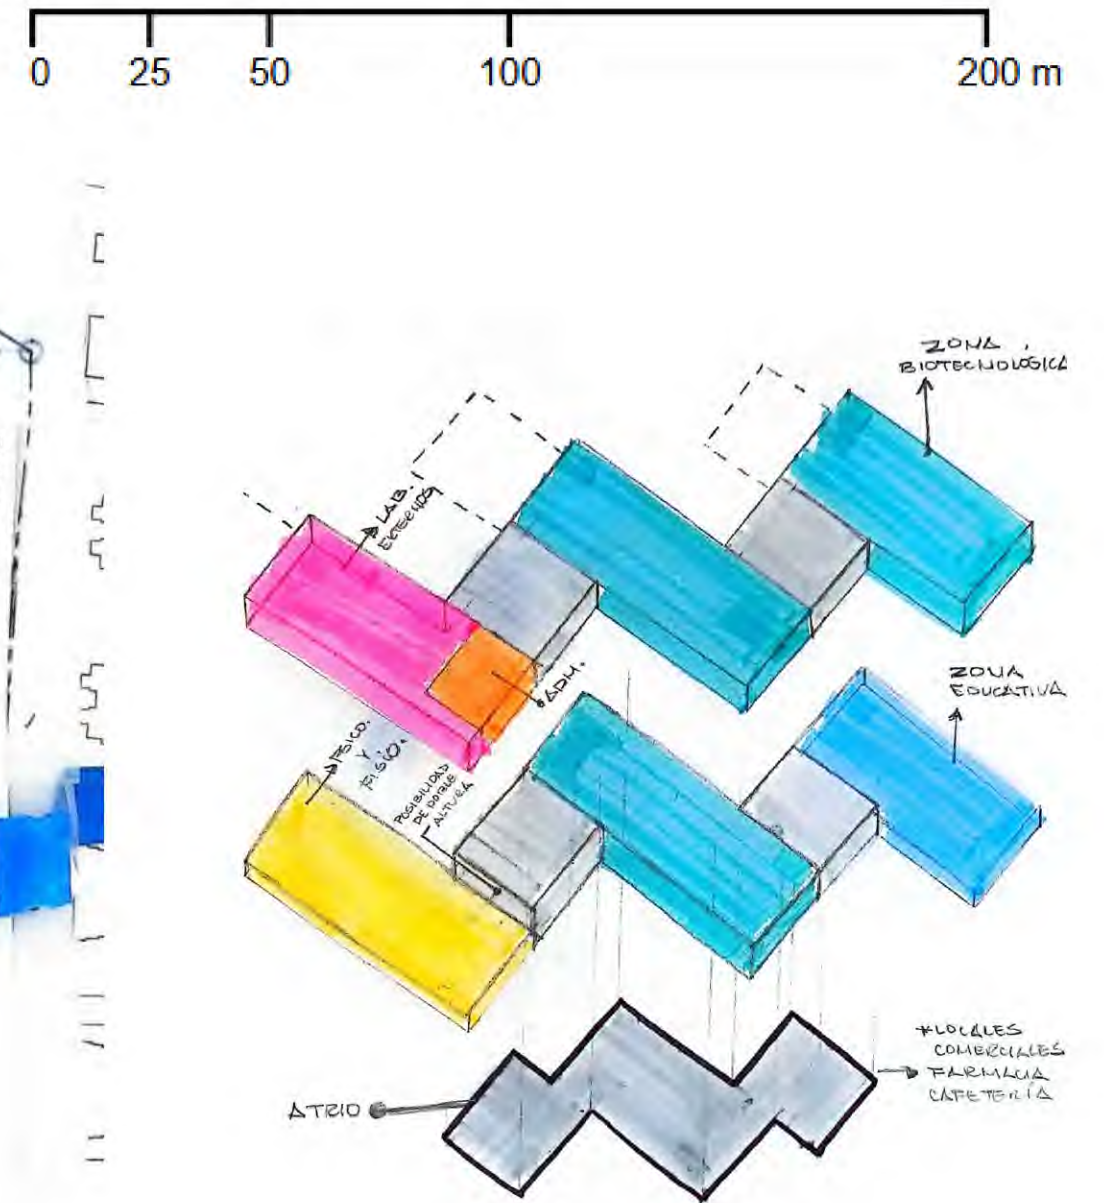 0 25 50 100 200 m
ZONA
BIOTECNOLÓGICA
LAB.
EXTERNOS
ADM.
ZONA
EDUCATIVA
PSICO.
Y
FISIO.
POSIBILIDAD
DE DOBLE
ALTURA
*LOCALES
COMERCIALES
FARMACIA
CAFETERÍA
ATRIO